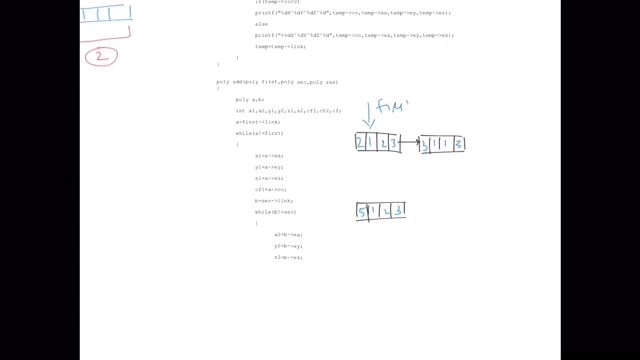 1 1 1
2
if(temp->co<0)
printf("%dX^%dY^%dZ^%d",temp->co,temp->ex,temp->ey,temp->ez);
else
printf("+%dX^%dY^%dZ^%d",temp->co,temp->ex,temp->ey,temp->ez);
temp=temp->link;
}
}
poly add(poly first,poly sec,poly res)
{
poly a,b;
int x1,x2,y1,y2,z1,z2,cf1,cf2,cf;
a=first->link;
while(a!=first)
{
x1=a->ex;
y1=a->ey;
z1=a->ez;
cf1=a->co;
b=sec->link;
while(b!=sec)
{
x2=b->ex;
y2=b->ey;
z2=b->ez;
2 1 2 3
3 1 1 3
5 1 2 3